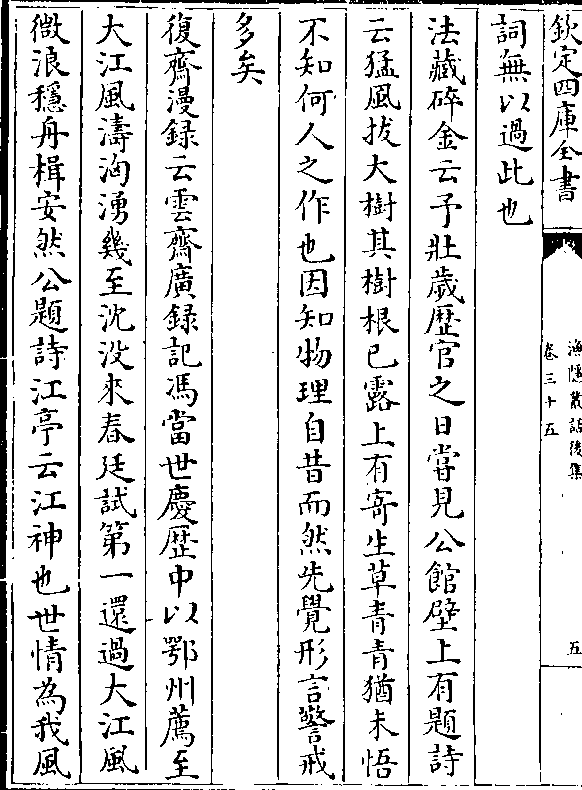 欽定四庫全書
漁隱叢話後集
卷三十五
五
詞無以過此也
法藏碎金云予壯歲歴官之日嘗見公館壁上有題詩
云猛風拔大樹其樹根已露上有寄生草青青猶未悟
不知何人之作也因知物理自昔而然先覺形言警戒
多矣
復齋漫録云雲齋廣録記馮當世慶歴中以鄂州薦至
大江風濤洶湧幾至沈没來春廷試第一還過大江風
微浪穩舟楫安然公題詩江亭云江神也世情為我風